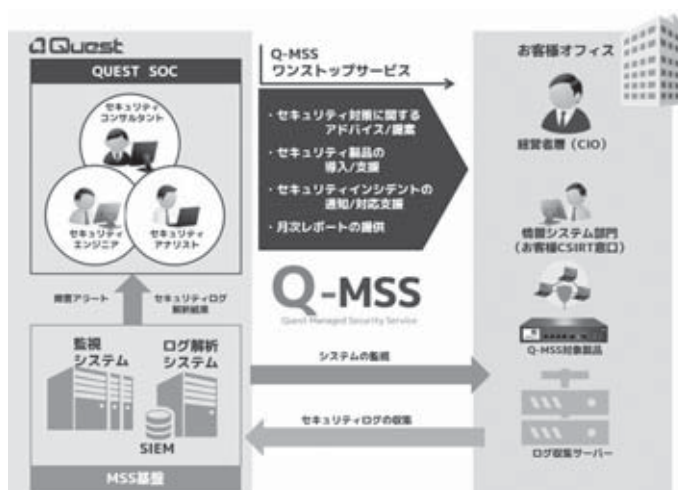 Quest
QUEST SOC
セキュリティ
コンサルタント
セキュリティ
エンジニア
セキュリティ
アナリスト
障害アラート
セキュリティログ
解析結果
監視
システム
ログ解析
システム
SIEM
MSS基盤
Q-MSS
ワンストップサービス
・セキュリティ対策に関する
アドバイス/提案
・セキュリティ製品の
導入/支援
・セキュリティインシデントの
通知/対応支援
・月次レポートの提供
Q-MSS
Quest Managed Security Service
システムの監視
セキュリティログの収集
お客様オフィス
経営者層(CIO)
情報システム部門
(お客様CSIRT窓口)
Q-MSS対象製品
ログ収集サーバー